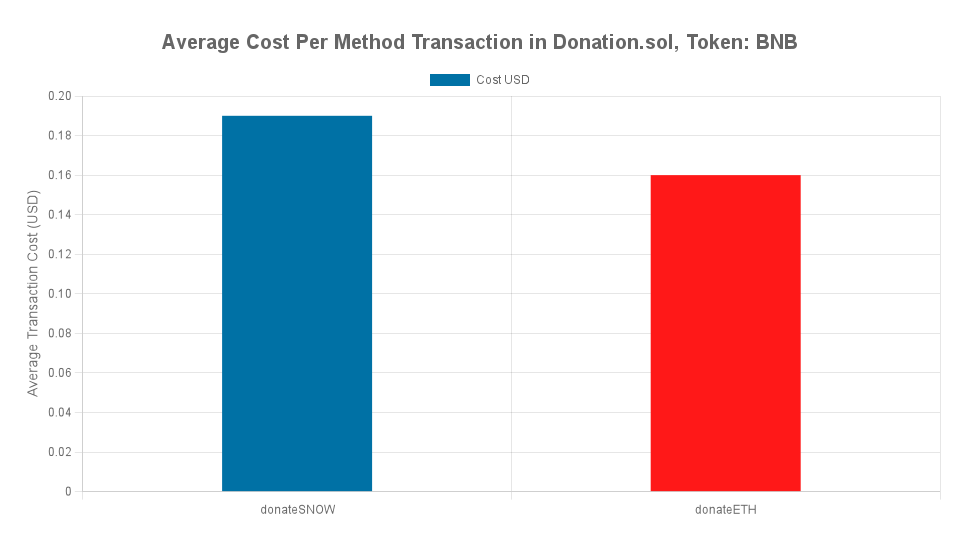 Average Cost Per Method Transaction in Donation.sol, Token: BNB
Cost USD
Average Transaction Cost (USD)
0.20
0.18
0.16
0.14
0.12
0.10
0.08
0.06
0.04
0.02
0
donateSNOW
donateETH